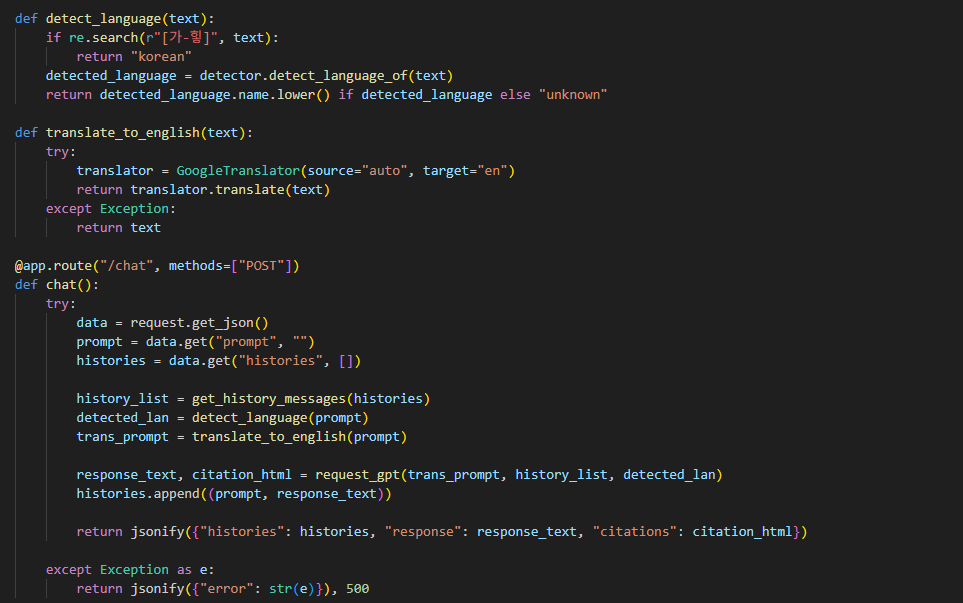 def detect_language(text):
    if re.search(r"[가-힣]", text):
        return "korean"
    detected_language = detector.detect_language_of(text)
    return detected_language.name.lower() if detected_language else "unknown"

def translate_to_english(text):
    try:
        translator = GoogleTranslator(source="auto", target="en")
        return translator.translate(text)
    except Exception:
        return text

@app.route("/chat", methods=["POST"])
def chat():
    try:
        data = request.get_json()
        prompt = data.get("prompt", "")
        histories = data.get("histories", [])

        history_list = get_history_messages(histories)
        detected_lan = detect_language(prompt)
        trans_prompt = translate_to_english(prompt)

        response_text, citation_html = request_gpt(trans_prompt, history_list, detected_lan)
        histories.append((prompt, response_text))

        return jsonify({"histories": histories, "response": response_text, "citations": citation_html})

    except Exception as e:
        return jsonify({"error": str(e)}), 500